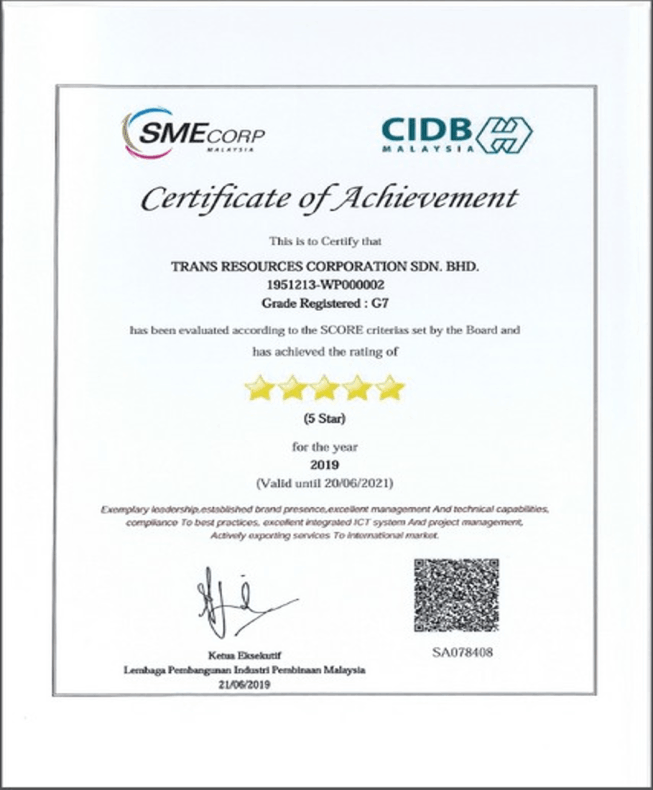 SMECORP
MALAYSIA
CIDB
MALAYSIA
Certificate of Achievement
This is to Certify that
TRANS RESOURCES CORPORATION SDN. BHD.
1951213-WP000002
Grade Registered : G7
has been evaluated according to the SCORE criterias set by the Board and
has achieved the rating of
(5 Star)
for the year
2019
(Valid until 20/06/2021)
Exemplary leadership,established brand presence,excellent management And technical capabilities,
compliance To best practices, excellent integrated ICT system And project management,
Actively exporting services To international market.
Ketua Eksekutif
Lembaga Pembangunan Industri Pembinaan Malaysia
21/06/2019
SA078408